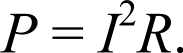 P = I²R.